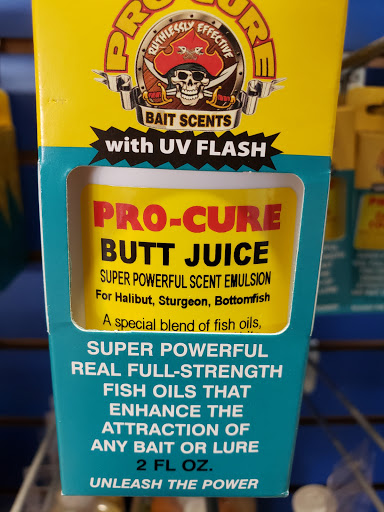 PRO-CURE
RUTHLESSLY EFFECTIVE
BAIT SCENTS
with UV FLASH
PRO-CURE
BUTT JUICE
SUPER POWERFUL SCENT EMULSION
For Halibut, Sturgeon, Bottomfish
A special blend of fish oils,
SUPER POWERFUL
REAL FULL-STRENGTH
FISH OILS THAT
ENHANCE THE
ATTRACTION OF
ANY BAIT OR LURE
2 FL OZ.
UNLEASH THE POWER